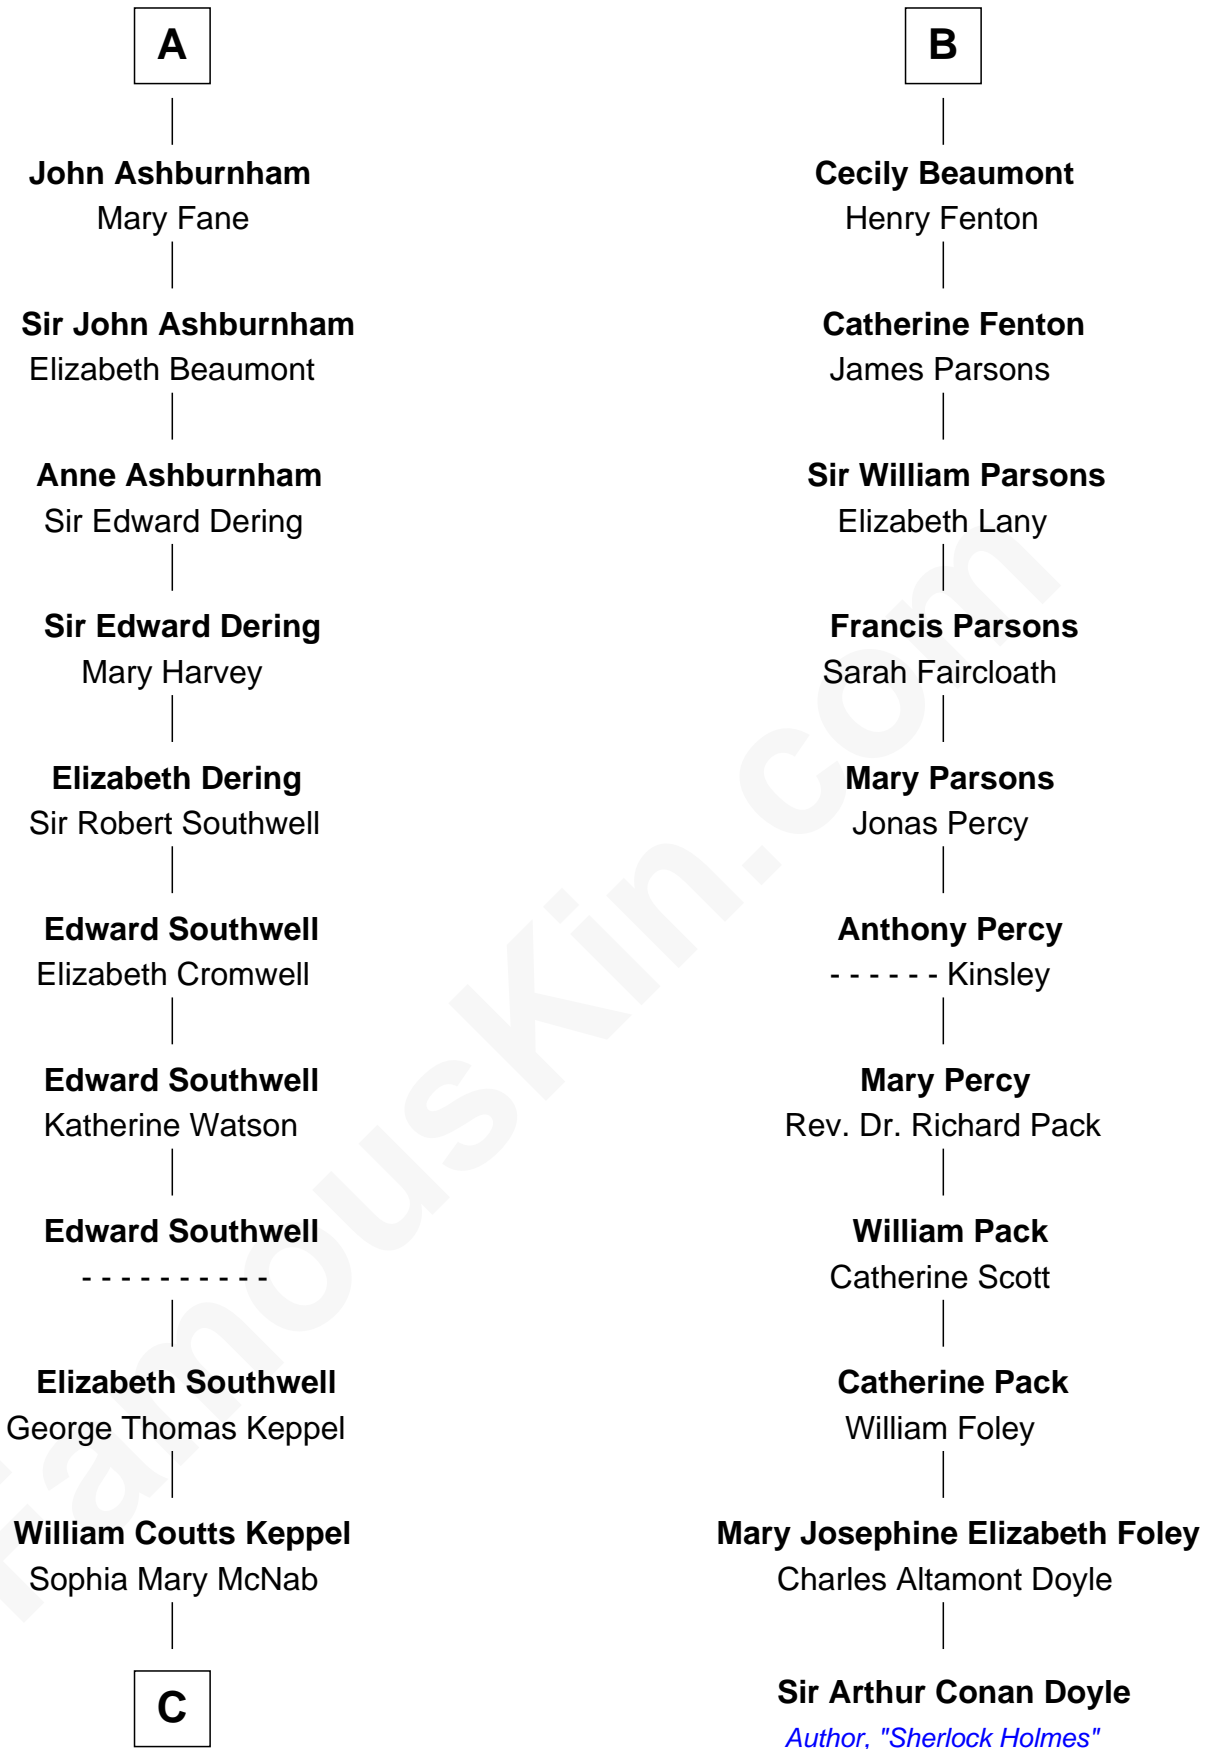 A
John Ashburnham
Mary Fane
Sir John Ashburnham
Elizabeth Beaumont
Anne Ashburnham
Sir Edward Dering
Sir Edward Dering
Mary Harvey
Elizabeth Dering
Sir Robert Southwell
Edward Southwell
Elizabeth Cromwell
Edward Southwell
Katherine Watson
Edward Southwell
- - - - - - - - - -
Elizabeth Southwell
George Thomas Keppel
William Coutts Keppel
Sophia Mary McNab
C
B
Cecily Beaumont
Henry Fenton
Catherine Fenton
James Parsons
Sir William Parsons
Elizabeth Lany
Francis Parsons
Sarah Faircloath
Mary Parsons
Jonas Percy
Anthony Percy
- - - - - - Kinsley
Mary Percy
Rev. Dr. Richard Pack
William Pack
Catherine Scott
Catherine Pack
William Foley
Mary Josephine Elizabeth Foley
Charles Altamont Doyle
Sir Arthur Conan Doyle
Author, "Sherlock Holmes"
FamousKin.com